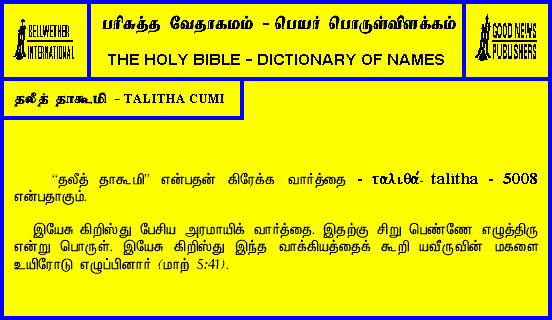 BELLWETHER
INTERNATIONAL
பரிசுத்த வேதாகமம் - பெயர் பொருள்விளக்கம்
THE HOLY BIBLE - DICTIONARY OF NAMES
GOOD NEWS
PUBLISHERS
தலீத் தாகூமி - TALITHA CUMI
“தலீத் தாகூமி” என்பதன் கிரேக்க வார்த்தை - ταλιθά- talitha - 5008
என்பதாகும்.
இயேசு கிறிஸ்து பேசிய அரமாயிக் வார்த்தை. இதற்கு சிறு பெண்ணே எழுத்திரு
என்று பொருள். இயேசு கிறிஸ்து இந்த வாக்கியத்தைக் கூறி யவீருவின் மகளை
உயிரோடு எழுப்பினார் (மாற் 5:41).